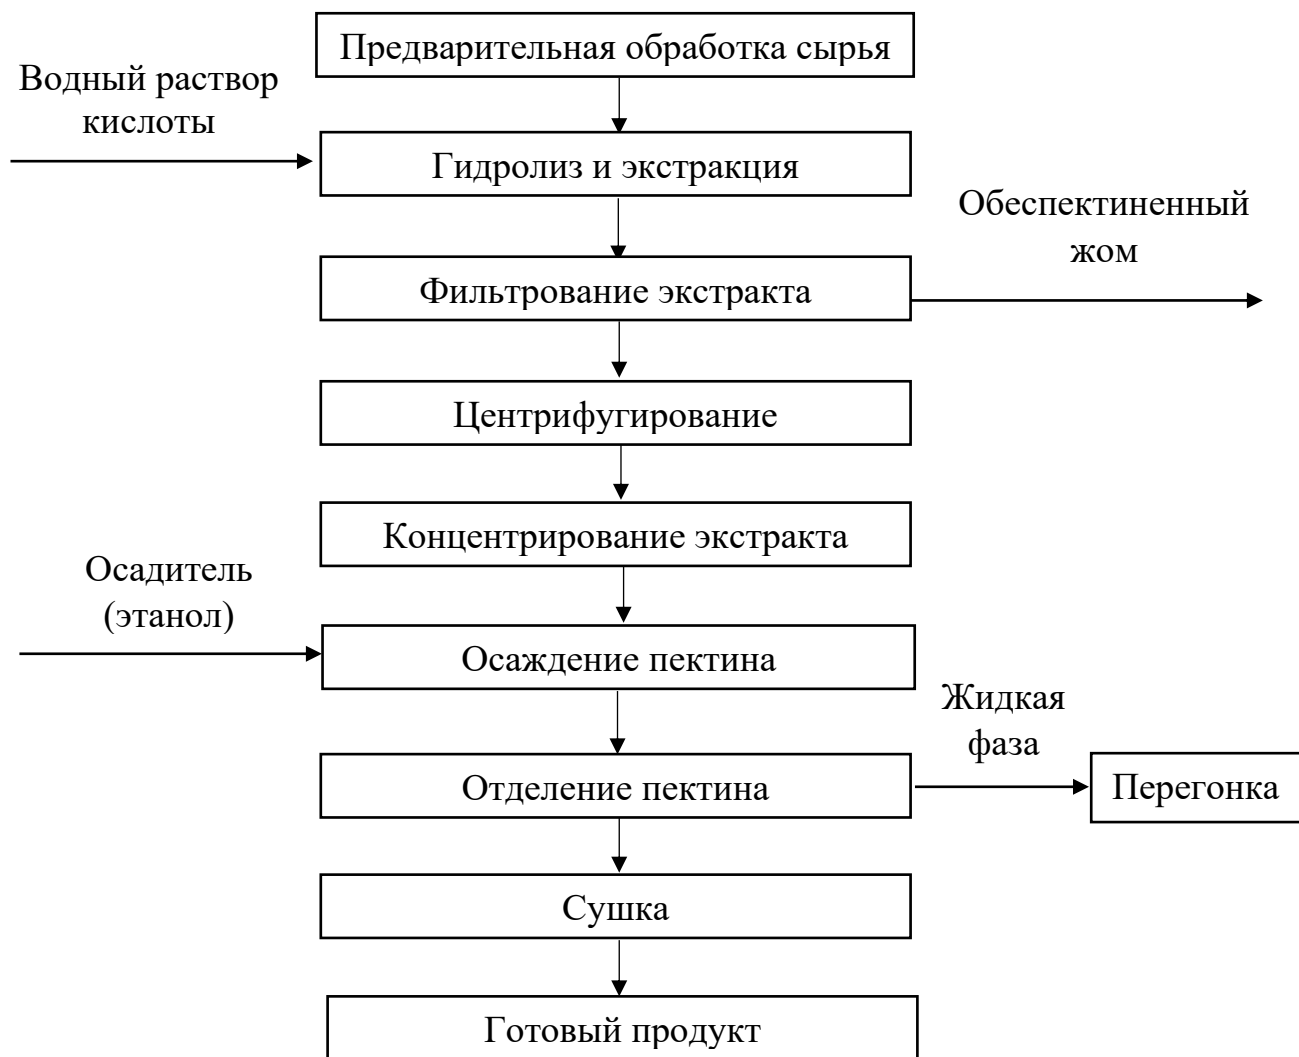 Предварительная обработка сырья
Водный раствор
кислоты
Гидролиз и экстракция
Обеспектиненный
жом
Фильтрование экстракта
Центрифугирование
Концентрирование экстракта
Осадитель
(этанол)
Осаждение пектина
Жидкая
фаза
Отделение пектина
Перегонка
Сушка
Готовый продукт